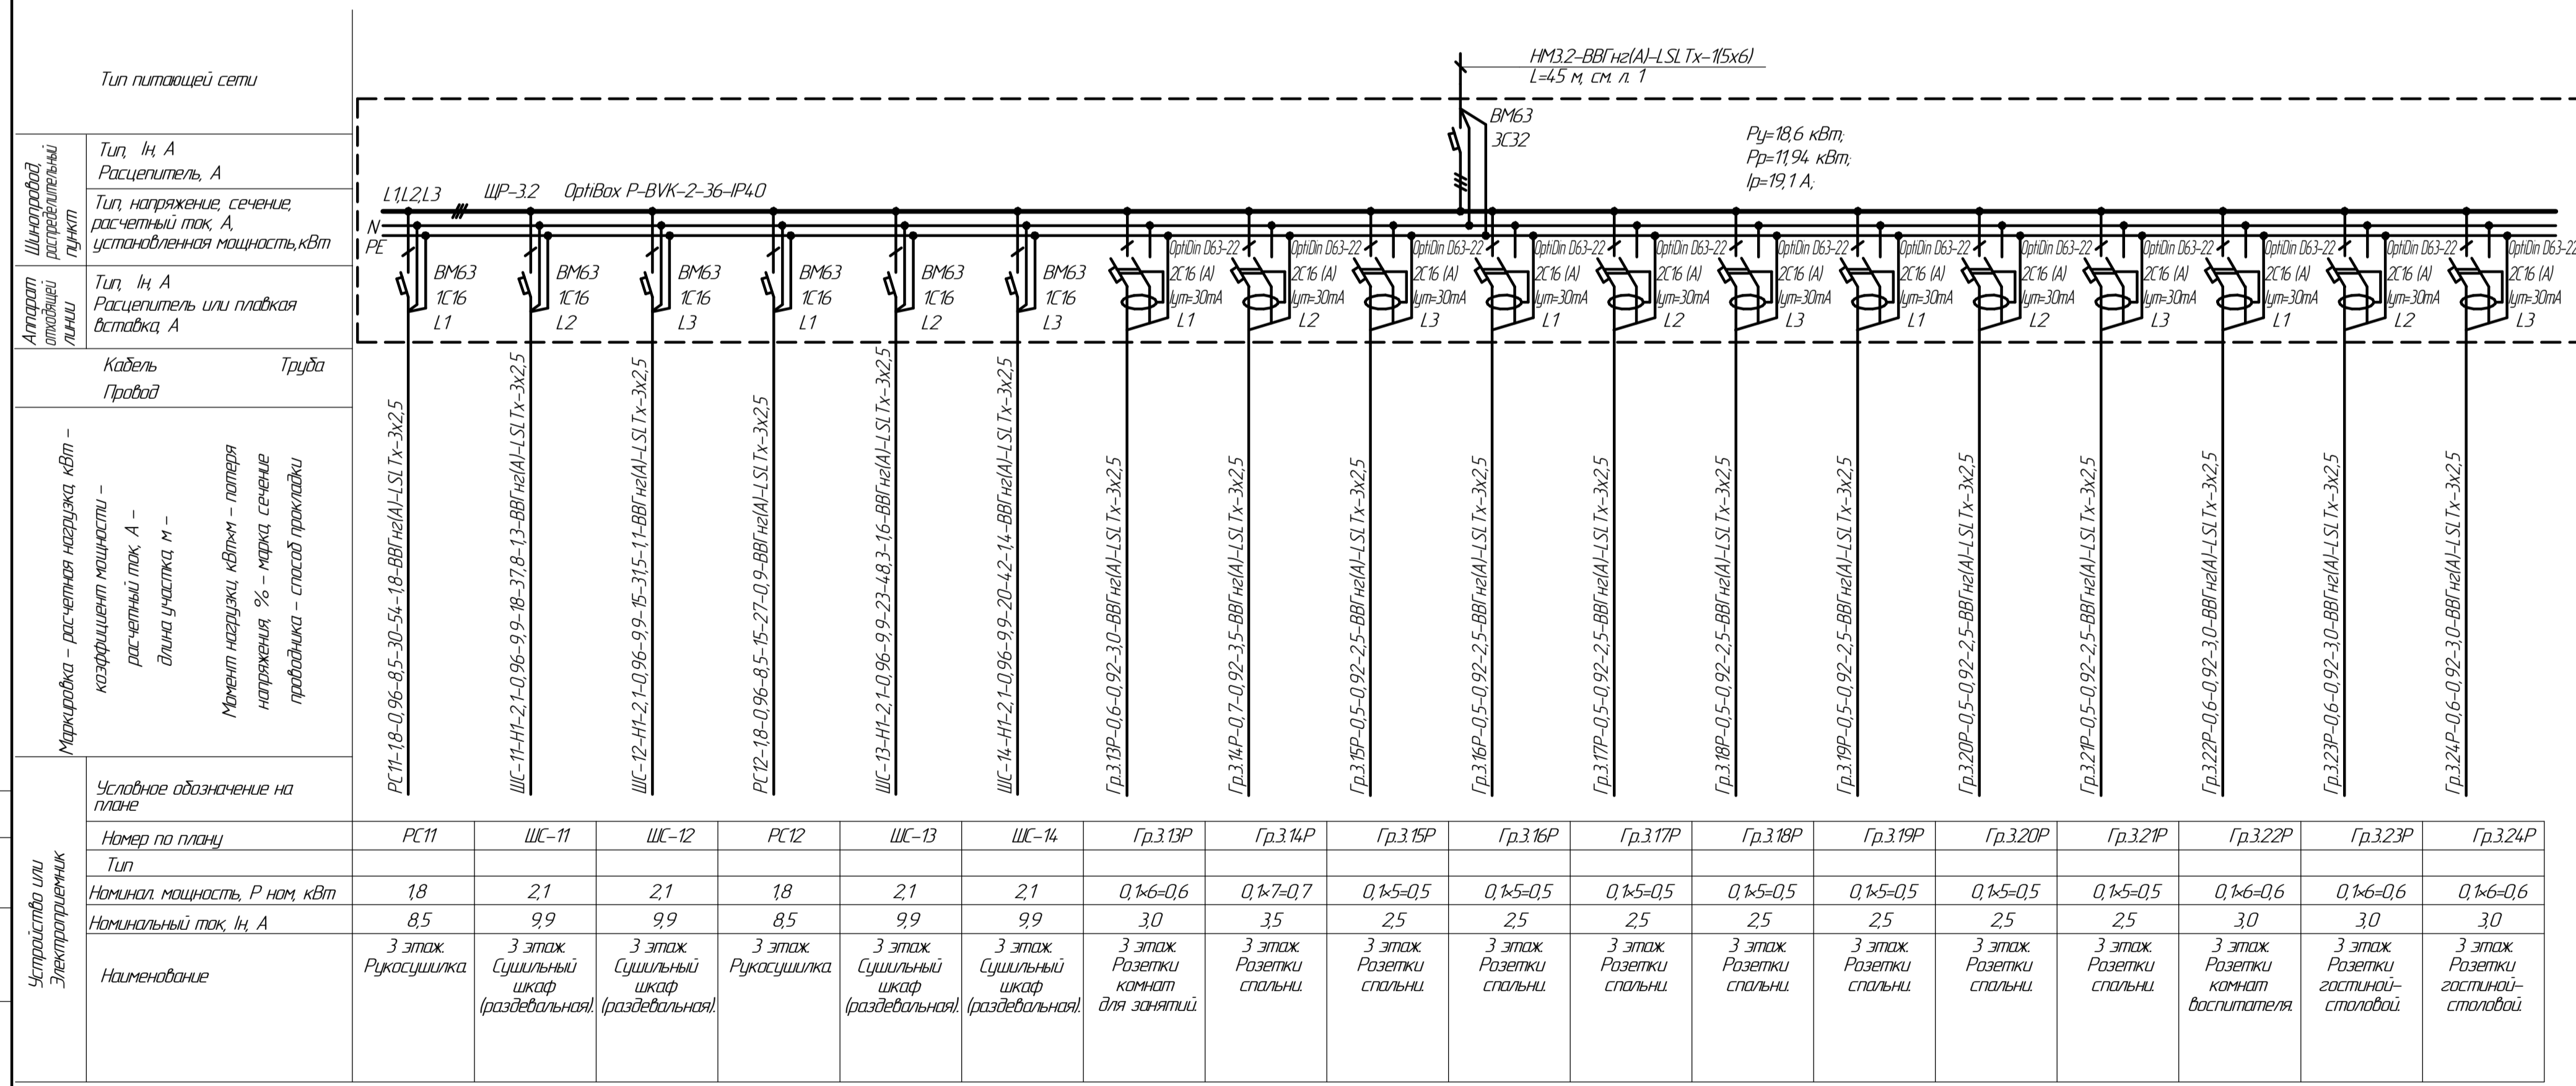 Тип питающей сети
НМ3.2-ВВГнг(А)-LSLTx-1(5х6)
L=45 м, см. л. 1
ВМ63
3С32
Ру=18,6 кВт;
Рр=11,94 кВт;
Iр=19,1 А;
Шинопровод,
распределительный
пункт
Тип, Iн, А
Расцепитель, А
Тип, напряжение, сечение,
расчетный ток, А,
установленная мощность,кВт
L1,L2,L3
ЩР-3.2
OptiBox P-BVK-2-36-IP40
N
PE
Аппарат
отходящей
линии
Тип, Iн, А
Расцепитель или плавкая
вставка, А
ВМ63
1С16
L1
ВМ63
1С16
L2
ВМ63
1С16
L3
ВМ63
1С16
L1
ВМ63
1С16
L2
ВМ63
1С16
L3
OptiDin D63-22
2С16 (А)
Iут=30mA
L1
OptiDin D63-22
2С16 (А)
Iут=30mA
L2
OptiDin D63-22
2С16 (А)
Iут=30mA
L3
OptiDin D63-22
2С16 (А)
Iут=30mA
L1
OptiDin D63-22
2С16 (А)
Iут=30mA
L2
OptiDin D63-22
2С16 (А)
Iут=30mA
L3
OptiDin D63-22
2С16 (А)
Iут=30mA
L1
OptiDin D63-22
2С16 (А)
Iут=30mA
L2
OptiDin D63-22
2С16 (А)
Iут=30mA
L3
OptiDin D63-22
2С16 (А)
Iут=30mA
L1
OptiDin D63-22
2С16 (А)
Iут=30mA
L2
OptiDin D63-22
2С16 (А)
Iут=30mA
L3
Кабель Труба
Провод
Маркировка - расчетная нагрузка, кВт -
коэффициент мощности -
расчетный ток, А -
длина участка, м -
Момент нагрузки, кВт×м - потеря
напряжения, % - марка, сечение
проводника - способ прокладки
РС11-1,8-0,96-8,5-30-54-1,8-ВВГнг(А)-LSLTx-3х2,5
ШС-11-Н1-2,1-0,96-9,9-18-37,8-1,3-ВВГнг(А)-LSLTx-3х2,5
ШС-12-Н1-2,1-0,96-9,9-15-31,5-1,1-ВВГнг(А)-LSLTx-3х2,5
РС12-1,8-0,96-8,5-15-27-0,9-ВВГнг(А)-LSLTx-3х2,5
ШС-13-Н1-2,1-0,96-9,9-23-48,3-1,6-ВВГнг(А)-LSLTx-3х2,5
ШС-14-Н1-2,1-0,96-9,9-20-42-1,4-ВВГнг(А)-LSLTx-3х2,5
Гр.3.13Р-0,6-0,92-3,0-ВВГнг(А)-LSLTx-3х2,5
Гр.3.14Р-0,7-0,92-3,5-ВВГнг(А)-LSLTx-3х2,5
Гр.3.15Р-0,5-0,92-2,5-ВВГнг(А)-LSLTx-3х2,5
Гр.3.16Р-0,5-0,92-2,5-ВВГнг(А)-LSLTx-3х2,5
Гр.3.17Р-0,5-0,92-2,5-ВВГнг(А)-LSLTx-3х2,5
Гр.3.18Р-0,5-0,92-2,5-ВВГнг(А)-LSLTx-3х2,5
Гр.3.19Р-0,5-0,92-2,5-ВВГнг(А)-LSLTx-3х2,5
Гр.3.20Р-0,5-0,92-2,5-ВВГнг(А)-LSLTx-3х2,5
Гр.3.21Р-0,5-0,92-2,5-ВВГнг(А)-LSLTx-3х2,5
Гр.3.22Р-0,6-0,92-3,0-ВВГнг(А)-LSLTx-3х2,5
Гр.3.23Р-0,6-0,92-3,0-ВВГнг(А)-LSLTx-3х2,5
Гр.3.24Р-0,6-0,92-3,0-ВВГнг(А)-LSLTx-3х2,5
Устройство или
Электроприемник
Условное обозначение на
плане
Номер по плану РС11 ШС-11 ШС-12 РС12 ШС-13 ШС-14 Гр.3.13Р Гр.3.14Р Гр.3.15Р Гр.3.16Р Гр.3.17Р Гр.3.18Р Гр.3.19Р Гр.3.20Р Гр.3.21Р Гр.3.22Р Гр.3.23Р Гр.3.24Р
Тип
Номинал. мощность, Р ном, кВт 1,8 2,1 2,1 1,8 2,1 2,1 0,1×6=0,6 0,1×7=0,7 0,1×5=0,5 0,1×5=0,5 0,1×5=0,5 0,1×5=0,5 0,1×5=0,5 0,1×5=0,5 0,1×5=0,5 0,1×6=0,6 0,1×6=0,6 0,1×6=0,6
Номинальный ток, Iн, А 8,5 9,9 9,9 8,5 9,9 9,9 3,0 3,5 2,5 2,5 2,5 2,5 2,5 2,5 2,5 3,0 3,0 3,0
Наименование
3 этаж.
Рукосушилка.
3 этаж.
Сушильный
шкаф
(раздевальная).
3 этаж.
Сушильный
шкаф
(раздевальная).
3 этаж.
Рукосушилка.
3 этаж.
Сушильный
шкаф
(раздевальная).
3 этаж.
Сушильный
шкаф
(раздевальная).
3 этаж.
Розетки
комнат
для занятий.
3 этаж.
Розетки
спальни.
3 этаж.
Розетки
спальни.
3 этаж.
Розетки
спальни.
3 этаж.
Розетки
спальни.
3 этаж.
Розетки
спальни.
3 этаж.
Розетки
спальни.
3 этаж.
Розетки
спальни.
3 этаж.
Розетки
спальни.
3 этаж.
Розетки
комнат
воспитателя.
3 этаж.
Розетки
гостиной-
столовой.
3 этаж.
Розетки
гостиной-
столовой.